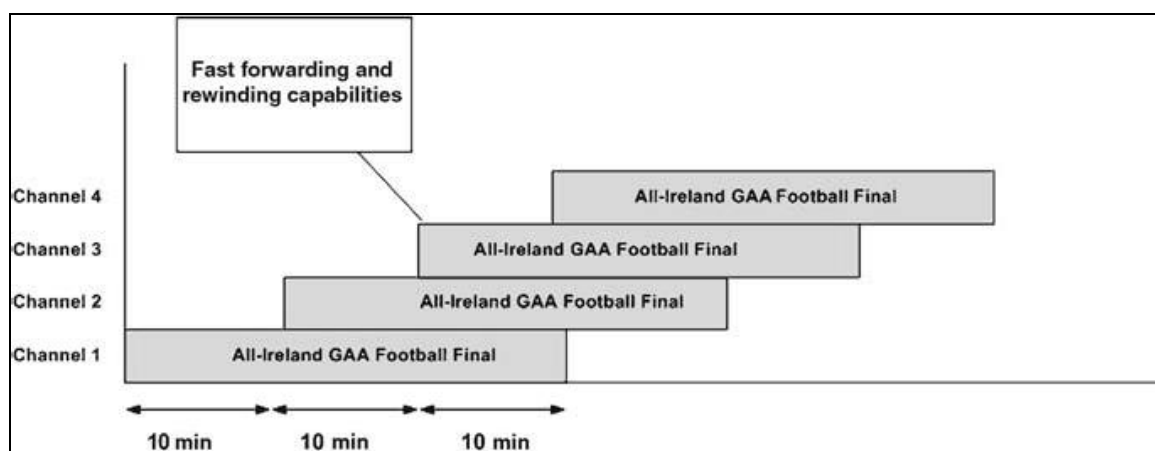 Fast forwarding and
rewinding capabilities
Channel 4
All-Ireland GAA Football Final
Channel 3
All-Ireland GAA Football Final
Channel 2
All-Ireland GAA Football Final
Channel 1
All-Ireland GAA Football Final
10 min
10 min
10 min